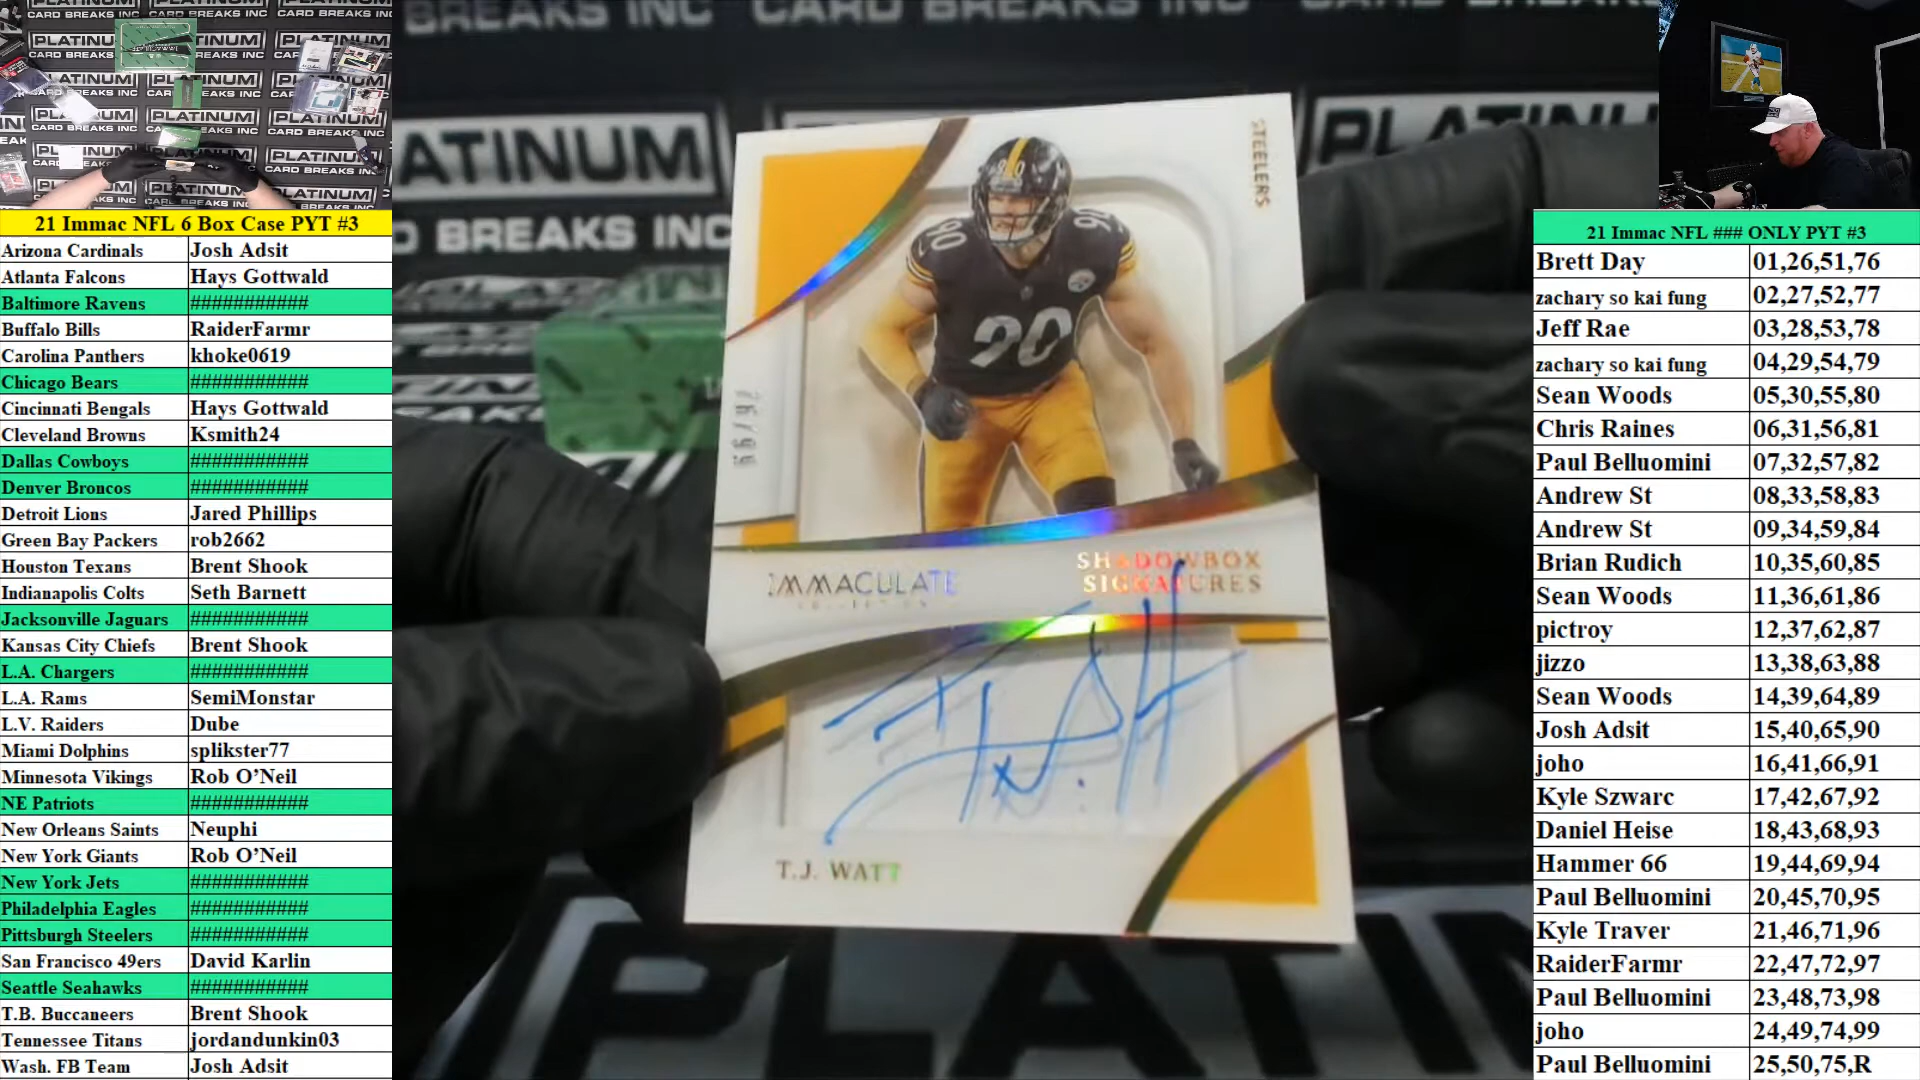 21 Immac NFL 6 Box Case PYT #3
Arizona Cardinals Josh Adsit
Atlanta Falcons Hays Gottwald
Baltimore Ravens ###########
Buffalo Bills RaiderFarmr
Carolina Panthers khoke0619
Chicago Bears ###########
Cincinnati Bengals Hays Gottwald
Cleveland Browns Ksmith24
Dallas Cowboys ###########
Denver Broncos ###########
Detroit Lions Jared Phillips
Green Bay Packers rob2662
Houston Texans Brent Shook
Indianapolis Colts Seth Barnett
Jacksonville Jaguars ###########
Kansas City Chiefs Brent Shook
L.A. Chargers ###########
L.A. Rams SemiMonstar
L.V. Raiders Dube
Miami Dolphins splikster77
Minnesota Vikings Rob O’Neil
NE Patriots ###########
New Orleans Saints Neuphi
New York Giants Rob O’Neil
New York Jets ###########
Philadelphia Eagles ###########
Pittsburgh Steelers ###########
San Francisco 49ers David Karlin
Seattle Seahawks ###########
T.B. Buccaneers Brent Shook
Tennessee Titans jordandunkin03
Wash. FB Team Josh Adsit
STEELERS
90
90
IMMACULATE
COLLECTION
SHADOWBOX
SIGNATURES
T.J. WATT
PLATINUM
CARD BREAKS INC
21 Immac NFL ### ONLY PYT #3
Brett Day 01,26,51,76
zachary so kai fung 02,27,52,77
Jeff Rae 03,28,53,78
zachary so kai fung 04,29,54,79
Sean Woods 05,30,55,80
Chris Raines 06,31,56,81
Paul Belluomini 07,32,57,82
Andrew St 08,33,58,83
Andrew St 09,34,59,84
Brian Rudich 10,35,60,85
Sean Woods 11,36,61,86
pictroy 12,37,62,87
jizzo 13,38,63,88
Sean Woods 14,39,64,89
Josh Adsit 15,40,65,90
joho 16,41,66,91
Kyle Szwarc 17,42,67,92
Daniel Heise 18,43,68,93
Hammer 66 19,44,69,94
Paul Belluomini 20,45,70,95
Kyle Traver 21,46,71,96
RaiderFarmr 22,47,72,97
Paul Belluomini 23,48,73,98
joho 24,49,74,99
Paul Belluomini 25,50,75,R